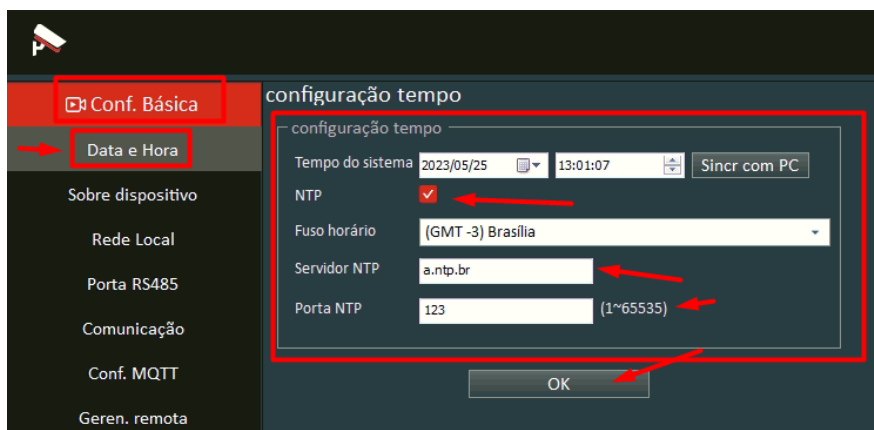 Conf. Básica
Data e Hora
Sobre dispositivo
Rede Local
Porta RS485
Comunicação
Conf. MQTT
Geren. remota
configuração tempo
configuração tempo
Tempo do sistema 2023/05/25 13:01:07 Sincr com PC
NTP
Fuso horário (GMT -3) Brasília
Servidor NTP a.ntp.br
Porta NTP 123 (1~65535)
OK